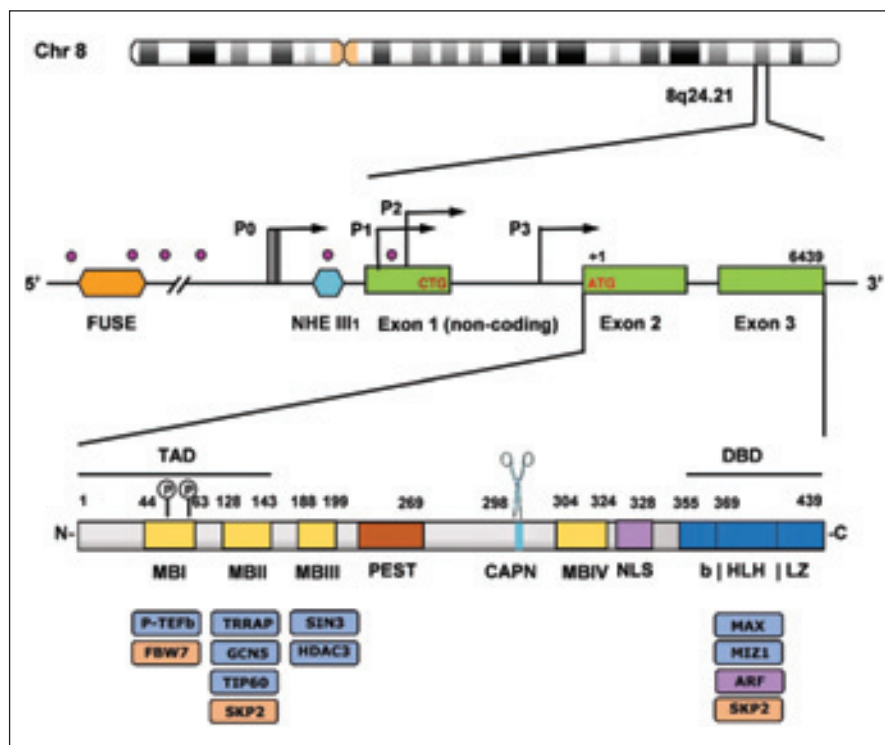 Chr 8
8q24.21
P0 P1 P2 P3 +1 6439
5' CTG ATG 3'
FUSE NHE III1 Exon 1 (non-coding) Exon 2 Exon 3
TAD DBD
P P
1 44 63 128 143 188 199 269 298 304 324 328 355 369 439
N- -C
MBI MBII MBIII PEST CAPN MBIV NLS b | HLH | LZ
P-TEFb TRRAP SIN3 MAX
FBW7 GCN5 HDAC3 MIZ1
TIP60 ARF
SKP2 SKP2